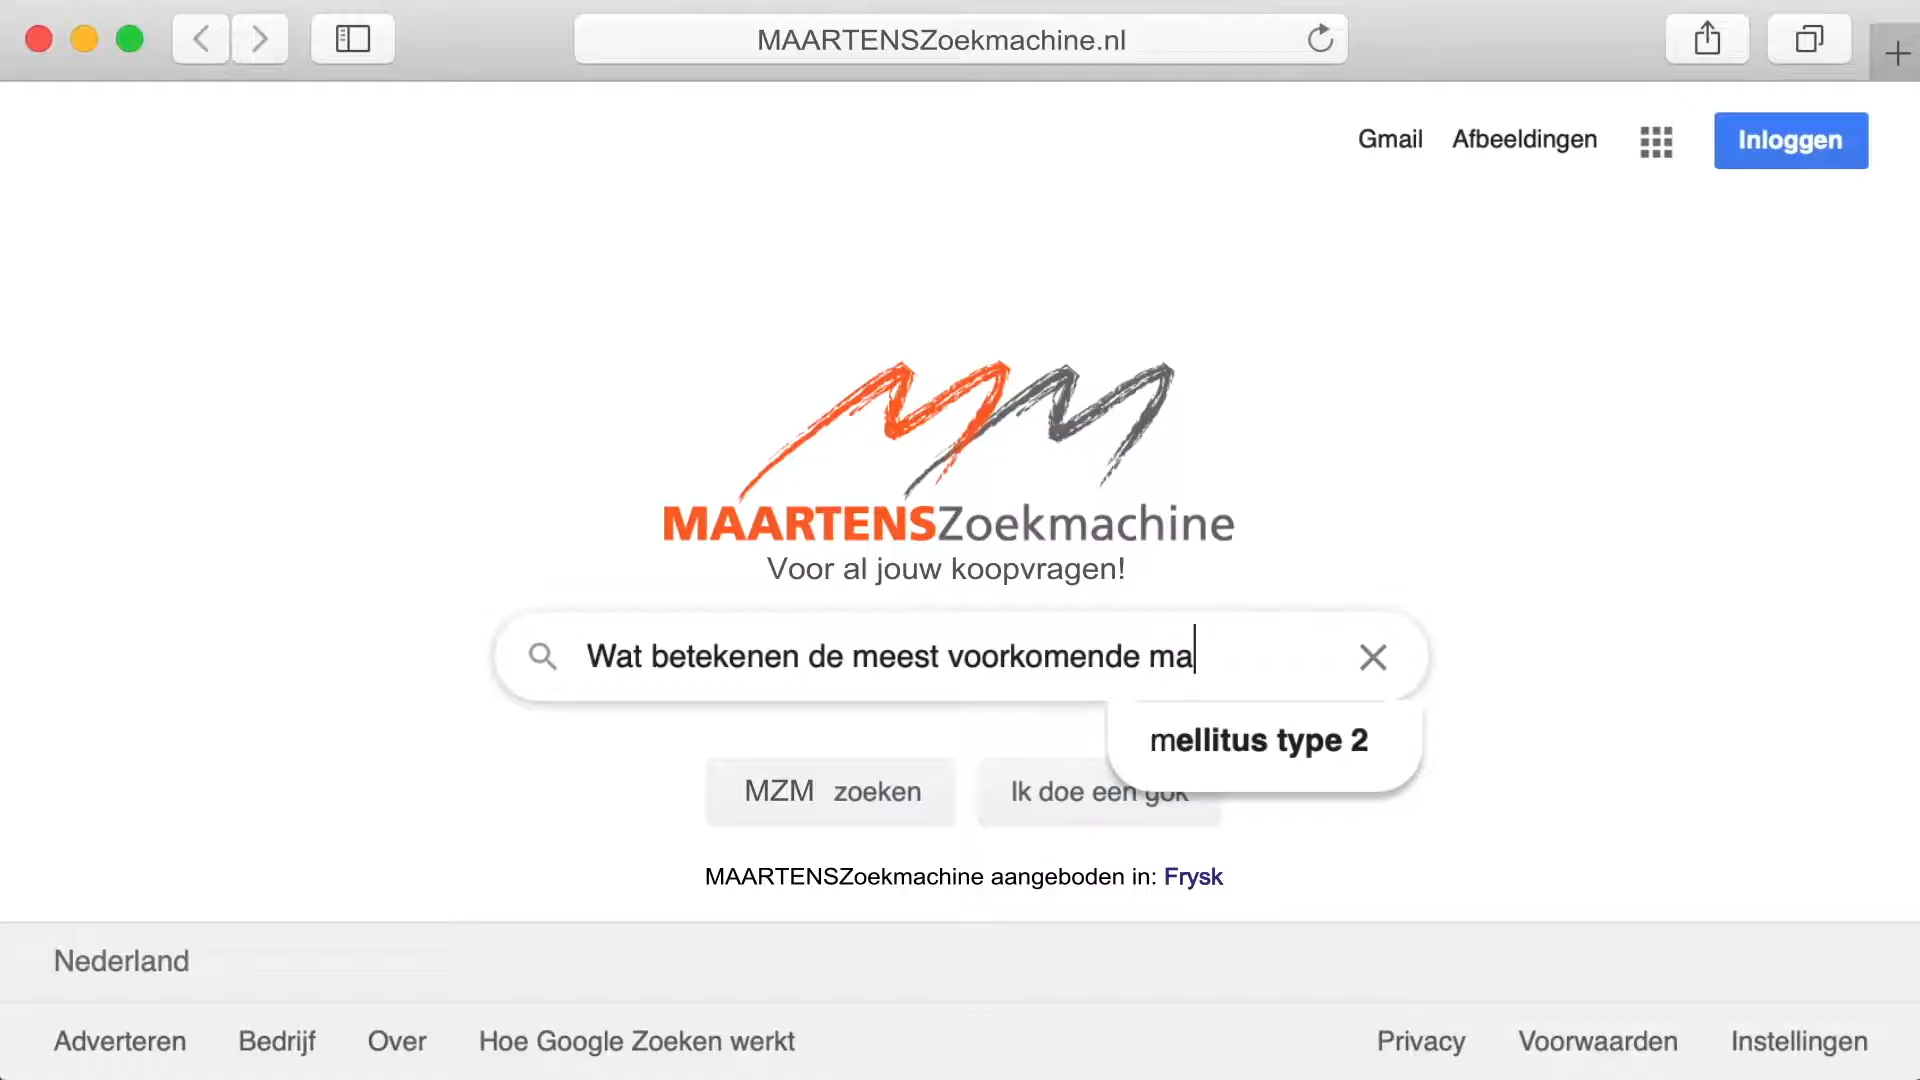 MAARTENSZoekmachine.nl
Gmail Afbeeldingen Inloggen
MAARTENSZoekmachine
Voor al jouw koopvragen!
Wat betekenen de meest voorkomende ma
mellitus type 2
MZM zoeken Ik doe een gok
MAARTENSZoekmachine aangeboden in: Frysk
Nederland
Adverteren Bedrijf Over Hoe Google Zoeken werkt Privacy Voorwaarden Instellingen